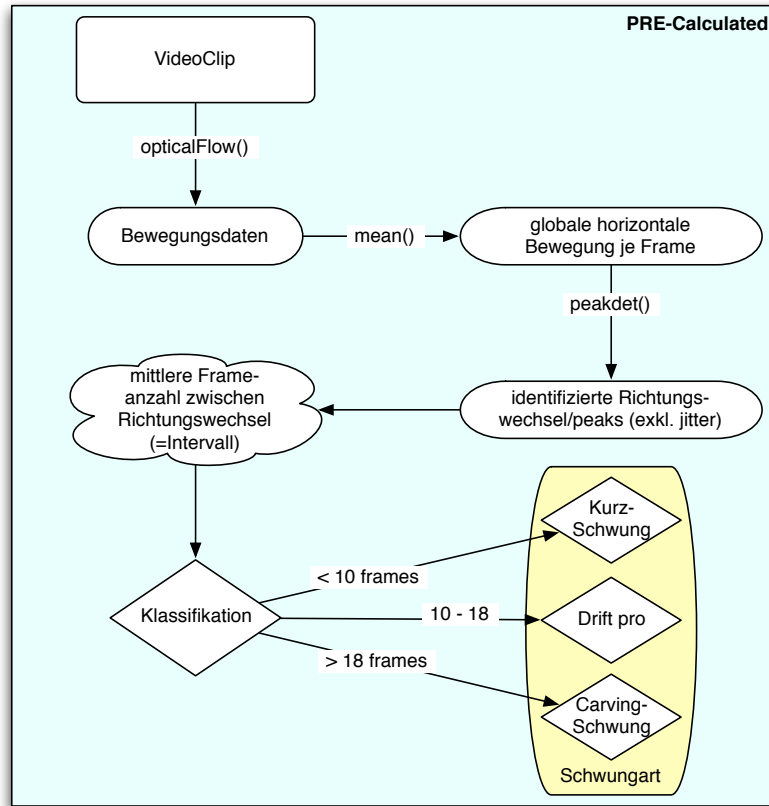 PRE-Calculated
VideoClip
opticalFlow()
Bewegungsdaten
mean()
globale horizontale
Bewegung je Frame
peakdet()
identifizierte Richtungs-
wechsel/peaks (exkl. jitter)
mittlere Frame-
anzahl zwischen
Richtungswechsel
(=Intervall)
Klassifikation
< 10 frames
10 - 18
> 18 frames
Kurz-
Schwung
Drift pro
Carving-
Schwung
Schwungart